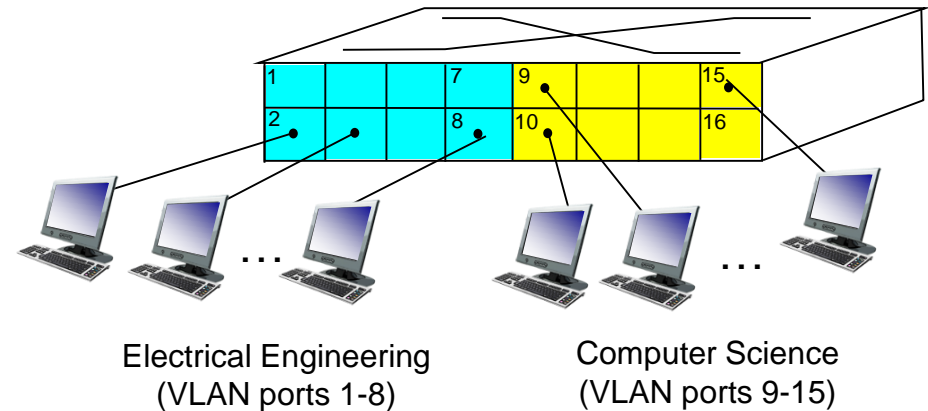 1 7 9 15
2 8 10 16
... ...
Electrical Engineering
(VLAN ports 1-8)
Computer Science
(VLAN ports 9-15)